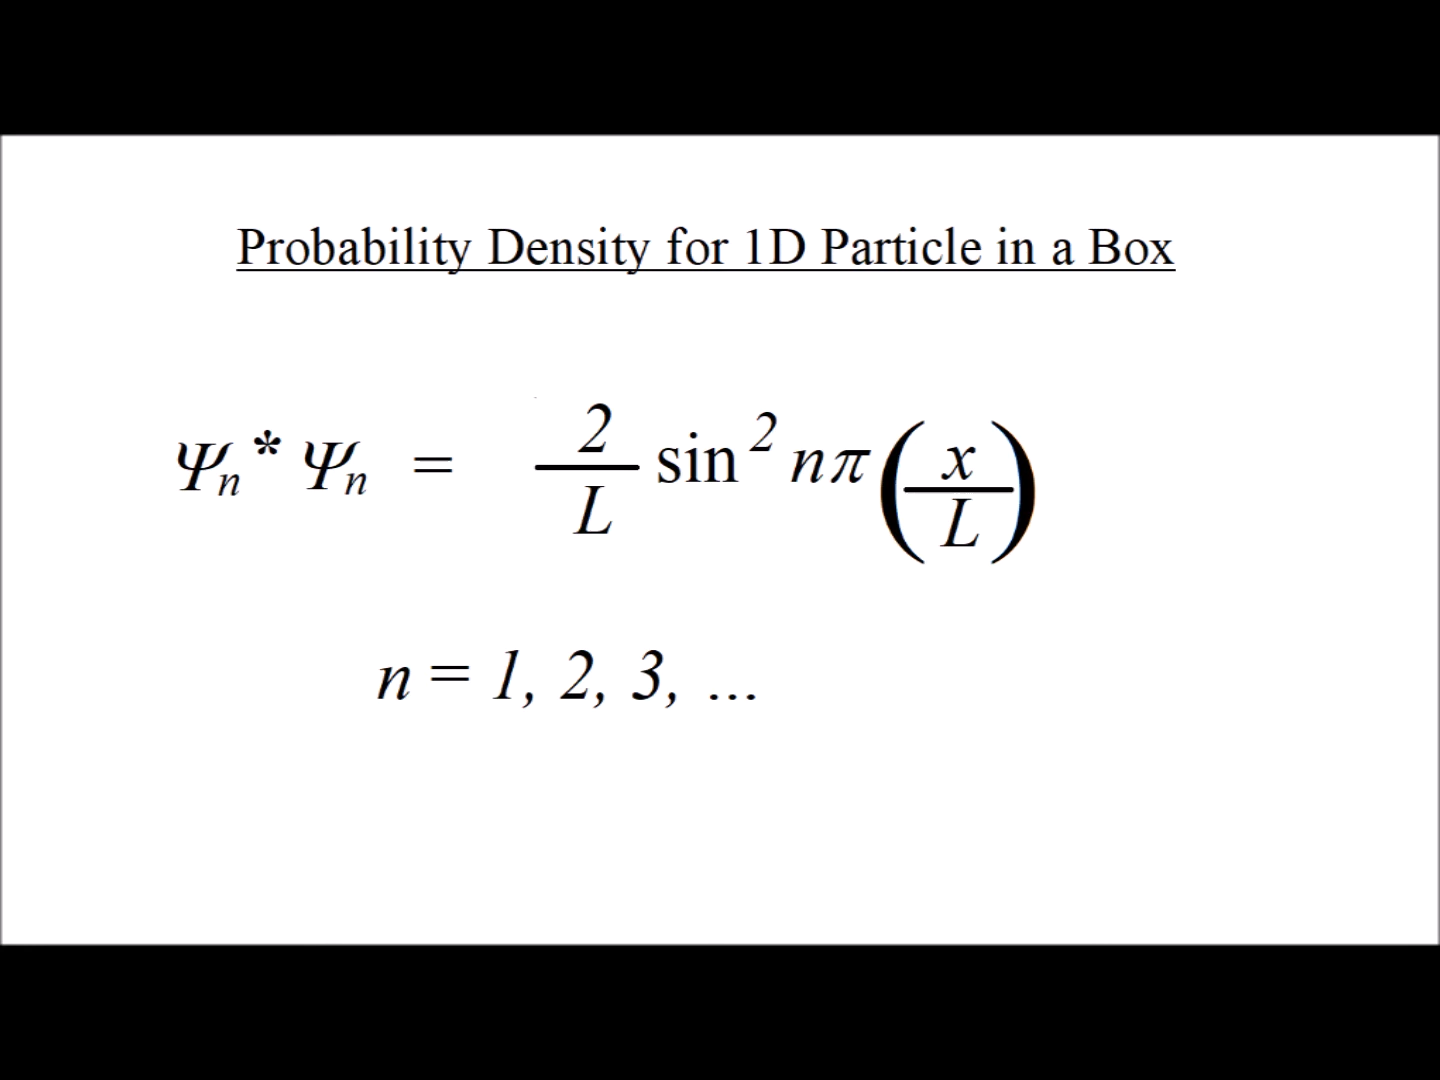 Probability Density for 1D Particle in a Box
Ψₙ* Ψₙ = 2/L sin² nπ(x/L)
n = 1, 2, 3, ...